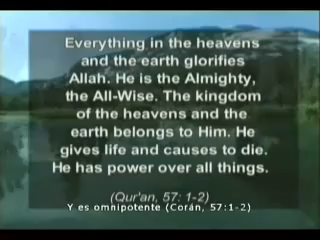 Everything in the heavens
and the earth glorifies
Allah. He is the Almighty,
the All-Wise. The kingdom
of the heavens and the
earth belongs to Him. He
gives life and causes to die.
He has power over all things.
(Qur'an, 57: 1-2)
Y es omnipotente (Corán, 57:1-2)